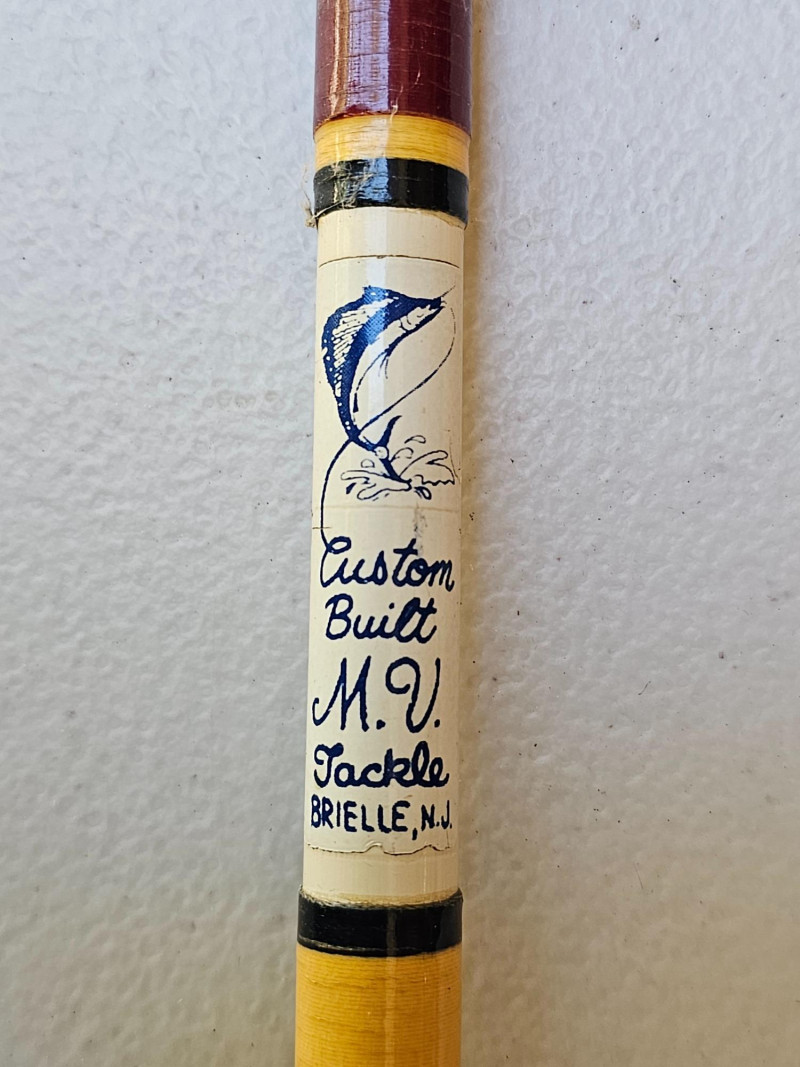 Custom
Built
M.V.
Tackle
BRIELLE, N.J.